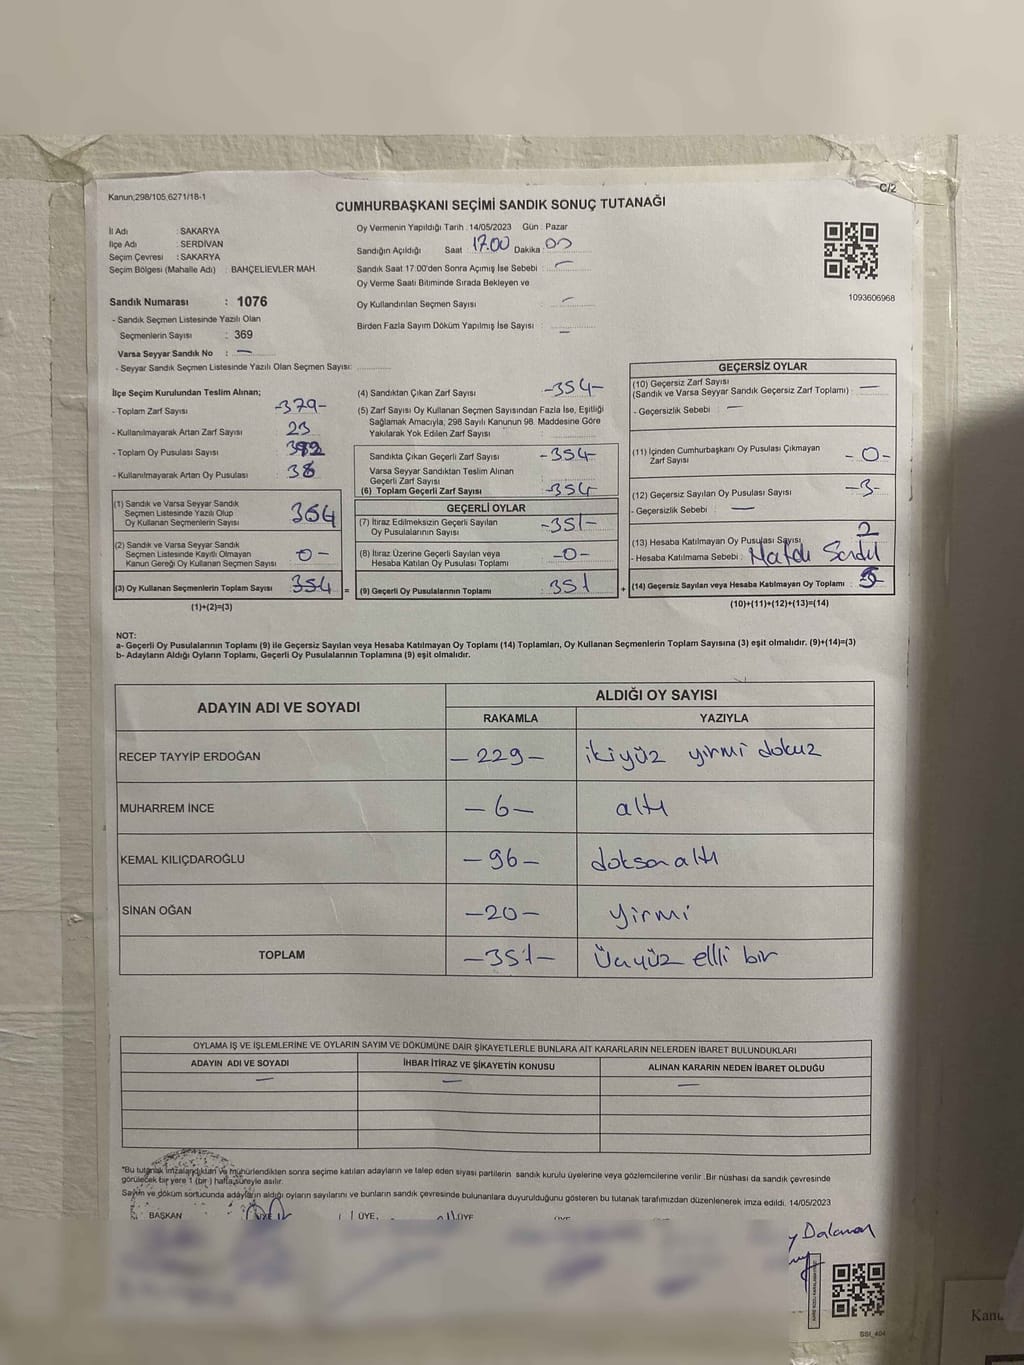 Kanun;298/105,6271/18-1
C/2
CUMHURBAŞKANI SEÇİMİ SANDIK SONUÇ TUTANAĞI
İl Adı : SAKARYA
İlçe Adı : SERDİVAN
Seçim Çevresi : SAKARYA
Seçim Bölgesi (Mahalle Adı) : BAHÇELİEVLER MAH.
Oy Vermenin Yapıldığı Tarih : 14/05/2023 Gün : Pazar
Sandığın Açıldığı Saat : 17.00 Dakika : 00
Sandık Saat 17:00'den Sonra Açımış İse Sebebi : —
Oy Verme Saati Bitiminde Sırada Bekleyen ve
Oy Kullandırılan Seçmen Sayısı : —
Birden Fazla Sayım Döküm Yapılmış İse Sayısı : —
1093606968
Sandık Numarası : 1076
- Sandık Seçmen Listesinde Yazılı Olan
Seçmenlerin Sayısı : 369
Varsa Seyyar Sandık No : —
- Seyyar Sandık Seçmen Listesinde Yazılı Olan Seçmen Sayısı:
İlçe Seçim Kurulundan Teslim Alınan;
- Toplam Zarf Sayısı : -379-
- Kullanılmayarak Artan Zarf Sayısı : 23
- Toplam Oy Pusulası Sayısı :
- Kullanılmayarak Artan Oy Pusulası :
(1) Sandık ve Varsa Seyyar Sandık
Seçmen Listesinde Yazılı Olup
Oy Kullanan Seçmenlerin Sayısı :
(2) Sandık ve Varsa Seyyar Sandık
Seçmen Listesinde Kayıtlı Olmayan
Kanun Gereği Oy Kullanan Seçmen Sayısı : 0-
(3) Oy Kullanan Seçmenlerin Toplam Sayısı : 354 =
(1)+(2)=(3)
(4) Sandıktan Çıkan Zarf Sayısı : -354-
(5) Zarf Sayısı Oy Kullanan Seçmen Sayısından Fazla İse, Eşitliği
Sağlamak Amacıyla, 298 Sayılı Kanunun 98. Maddesine Göre
Yakılarak Yok Edilen Zarf Sayısı :
Sandıkta Çıkan Geçerli Zarf Sayısı : -354-
Varsa Seyyar Sandıktan Teslim Alınan
Geçerli Zarf Sayısı :
(6) Toplam Geçerli Zarf Sayısı : -354
GEÇERLİ OYLAR
(7) İtiraz Edilmeksizin Geçerli Sayılan
Oy Pusulalarının Sayısı : -351-
(8) İtiraz Üzerine Geçerli Sayılan veya
Hesaba Katılan Oy Pusulası Toplamı : -0-
(9) Geçerli Oy Pusulalarının Toplamı : 351 +
GEÇERSİZ OYLAR
(10) Geçersiz Zarf Sayısı
(Sandık ve Varsa Seyyar Sandık Geçersiz Zarf Toplamı) : —
- Geçersizlik Sebebi : —
(11) İçinden Cumhurbaşkanı Oy Pusulası Çıkmayan
Zarf Sayısı : -0-
(12) Geçersiz Sayılan Oy Pusulası Sayısı : -3-
- Geçersizlik Sebebi : —
(13) Hesaba Katılmayan Oy Pusulası Sayısı : 2
- Hesaba Katılmama Sebebi :
(14) Geçersiz Sayılan veya Hesaba Katılmayan Oy Toplamı :
(10)+(11)+(12)+(13)=(14)
NOT:
a- Geçerli Oy Pusulalarının Toplamı (9) ile Geçersiz Sayılan veya Hesaba Katılmayan Oy Toplamı (14) Toplamları, Oy Kullanan Seçmenlerin Toplam Sayısına (3) eşit olmalıdır. (9)+(14)=(3)
b- Adayların Aldığı Oyların Toplamı, Geçerli Oy Pusulalarının Toplamına (9) eşit olmalıdır.
ADAYIN ADI VE SOYADI ALDIĞI OY SAYISI
RAKAMLA YAZIYLA
RECEP TAYYİP ERDOĞAN -229- ikiyüz yirmi dokuz
MUHARREM İNCE -6- altı
KEMAL KILIÇDAROĞLU -96- doksan altı
SİNAN OĞAN -20- yirmi
TOPLAM -351- üçyüz elli bir
OYLAMA İŞ VE İŞLEMLERİNE VE OYLARIN SAYIM VE DÖKÜMÜNE DAİR ŞİKAYETLERLE BUNLARA AİT KARARLARIN NELERDEN İBARET BULUNDUKLARI
ADAYIN ADI VE SOYADI İHBAR İTİRAZ VE ŞİKAYETİN KONUSU ALINAN KARARIN NEDEN İBARET OLDUĞU
— — —
*Bu tutanak imzalandıktan ve mühürlendikten sonra seçime katılan adayların ve talep eden siyasi partilerin sandık kurulu üyelerine veya gözlemcilerine verilir. Bir nüshası da sandık çevresinde
görülecek bir yere 1 (bir) hafta süreyle asılır.
Sayım ve döküm sonucunda adayların aldığı oyların sayılarını ve bunların sandık çevresinde bulunanlara duyurulduğunu gösteren bu tutanak tarafımızdan düzenlenerek imza edildi. 14/05/2023
BAŞKAN ÜYE ÜYE ÜYE
SSI_404
Kanu